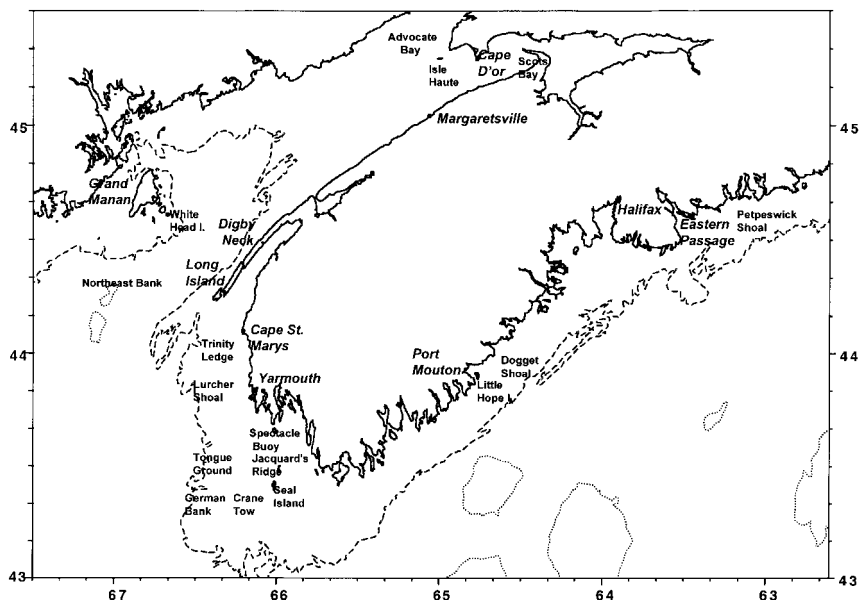 Advocate
Bay
Isle
Haute
Cape
D'or
Scots
Bay
Margaretsville
45
45
Grand
Manan
White
Head I.
Digby
Neck
Long
Island
Northeast Bank
Halifax
Eastern
Passage
Petpeswick
Shoal
Cape St.
Marys
Trinity
Ledge
44
44
Port
Mouton
Dogget
Shoal
Little
Hope
Yarmouth
Lurcher
Shoal
Spectacle
Buoy
Jacquard's
Ridge
Tongue
Ground
Seal
Island
German
Bank
Crane
Tow
43
43
67
66
65
64
63